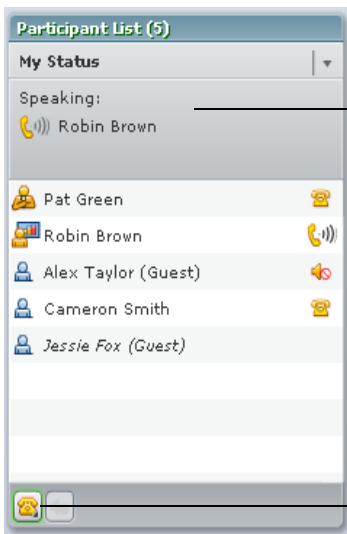 Participant List (5)
My Status
Speaking:
Robin Brown
Pat Green
Robin Brown
Alex Taylor (Guest)
Cameron Smith
Jessie Fox (Guest)